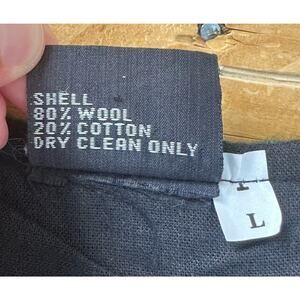 SHELL
80% WOOL
20% COTTON
DRY CLEAN ONLY
L